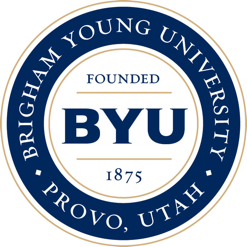 BRIGHAM YOUNG UNIVERSITY
FOUNDED
BYU
1875
• PROVO, UTAH •